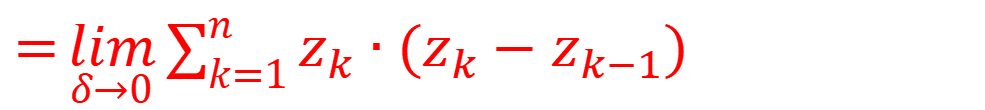 = lim_{δ→0} ∑_{k=1}^{n} z_k · (z_k − z_{k−1})